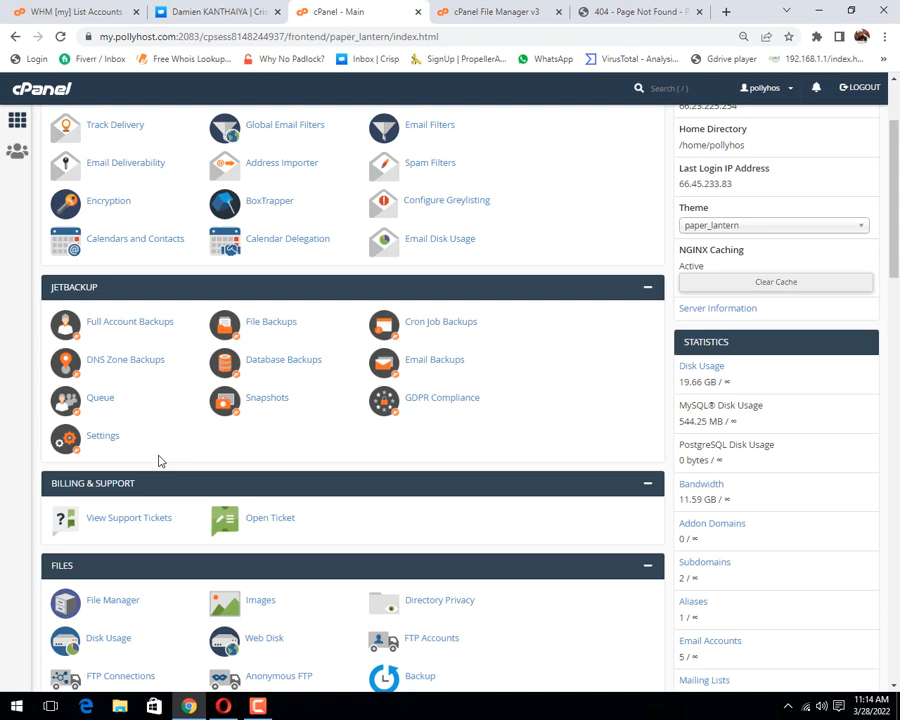 WHM [my] List Accounts
Damien KANTHAIYA | Cris
cPanel - Main
cPanel File Manager v3
404 - Page Not Found - P
my.pollyhost.com:2083/cpsess8148244937/frontend/paper_lantern/index.html
Login
Fiverr / Inbox
Free Whois Lookup...
Why No Padlock?
Inbox | Crisp
SignUp | PropellerA...
WhatsApp
VirusTotal - Analysi...
Gdrive player
192.168.1.1/index.h...
cPanel
Search ( / )
pollyhos
LOGOUT
Track Delivery
Global Email Filters
Email Filters
Email Deliverability
Address Importer
Spam Filters
Encryption
BoxTrapper
Configure Greylisting
Calendars and Contacts
Calendar Delegation
Email Disk Usage
JETBACKUP
Full Account Backups
File Backups
Cron Job Backups
DNS Zone Backups
Database Backups
Email Backups
Queue
Snapshots
GDPR Compliance
Settings
BILLING & SUPPORT
View Support Tickets
Open Ticket
FILES
File Manager
Images
Directory Privacy
Disk Usage
Web Disk
FTP Accounts
FTP Connections
Anonymous FTP
Backup
66.23.225.254
Home Directory
/home/pollyhos
Last Login IP Address
66.45.233.83
Theme
paper_lantern
NGINX Caching
Active
Clear Cache
Server Information
STATISTICS
Disk Usage
19.66 GB / ∞
MySQL® Disk Usage
544.25 MB / ∞
PostgreSQL Disk Usage
0 bytes / ∞
Bandwidth
11.59 GB / ∞
Addon Domains
0 / ∞
Subdomains
2 / ∞
Aliases
1 / ∞
Email Accounts
5 / ∞
Mailing Lists
11:14 AM
3/28/2022